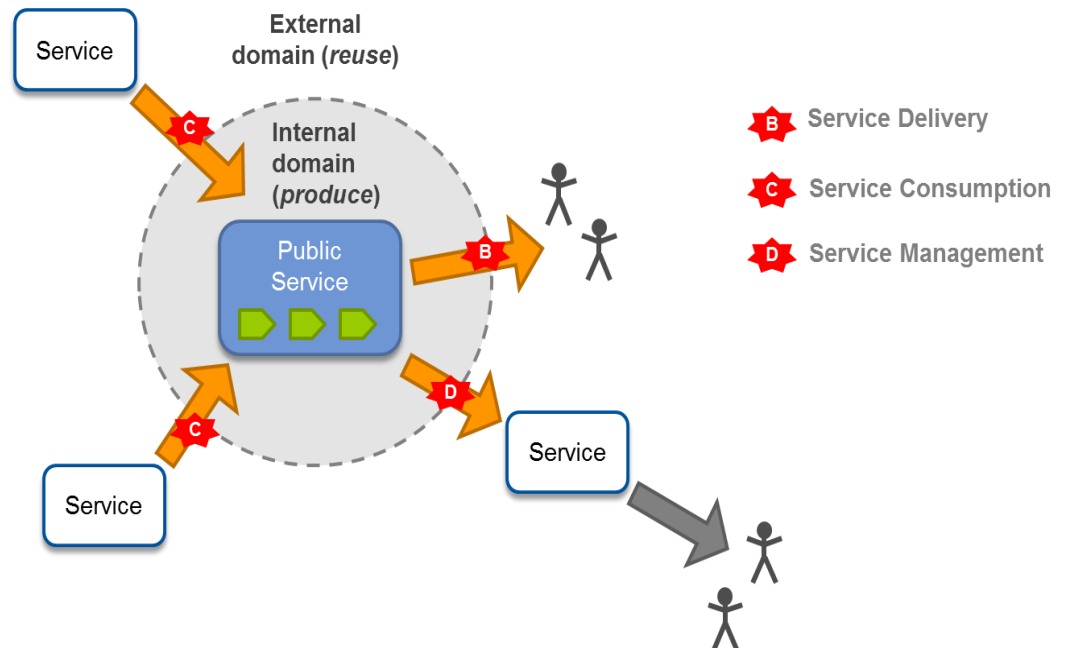 External
domain (reuse)
Service
C
Internal
domain
(produce)
Public
Service
B
D
C
Service
Service
B Service Delivery
C Service Consumption
D Service Management